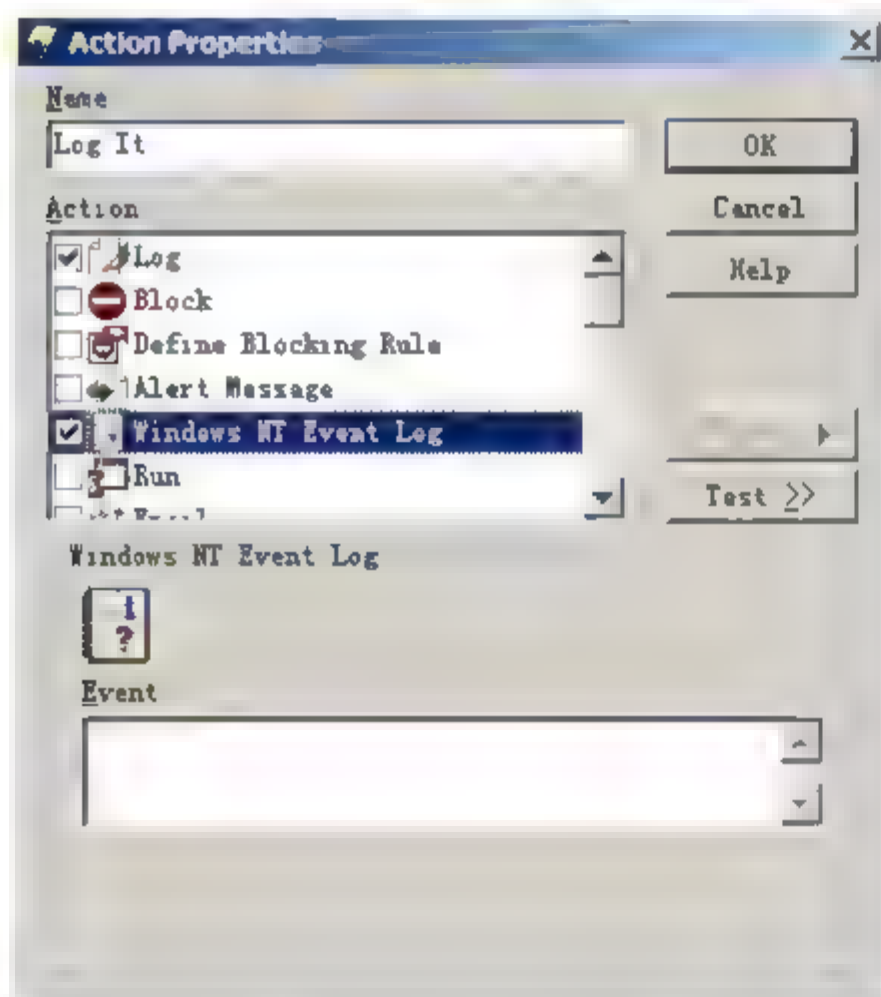 Action Properties
Name
Log It
OK
Action
Cancel
Log
Help
Block
Define Blocking Rule
Alert Message
Windows NT Event Log
Run
Test >>
Windows NT Event Log
Event